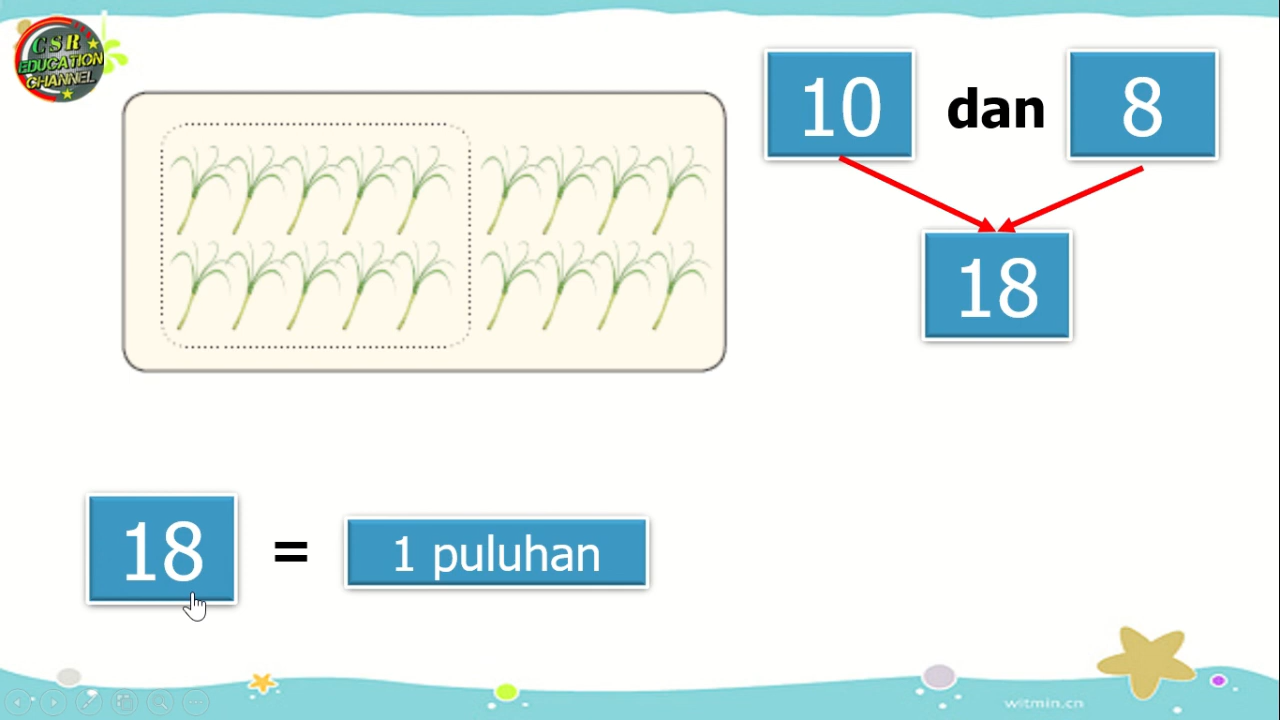 CSR
EDUCATION
CHANNEL
10 dan 8
18
18 = 1 puluhan
witmin.cn